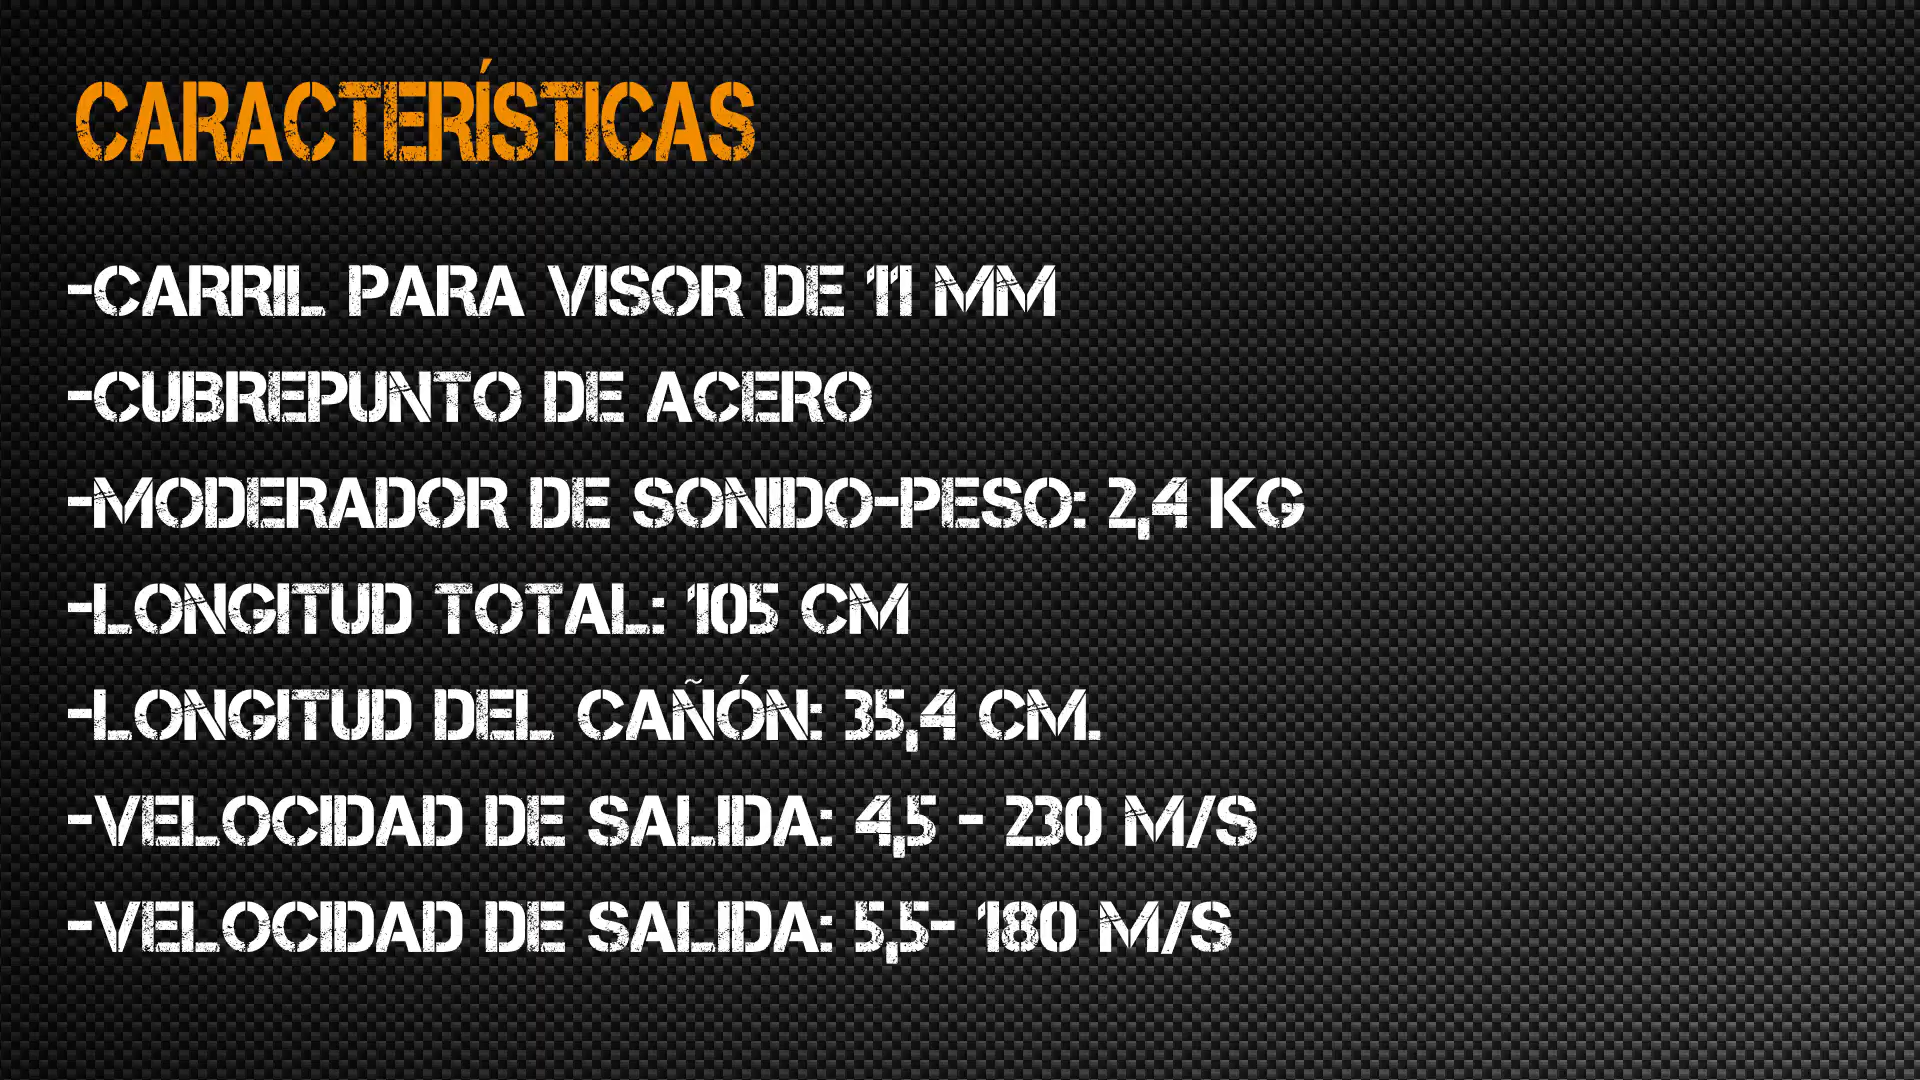 CARACTERÍSTICAS
-CARRIL PARA VISOR DE 11 MM
-CUBREPUNTO DE ACERO
-MODERADOR DE SONIDO-PESO: 2,4 KG
-LONGITUD TOTAL: 105 CM
-LONGITUD DEL CAÑÓN: 35,4 CM.
-VELOCIDAD DE SALIDA: 4,5 - 230 M/S
-VELOCIDAD DE SALIDA: 5,5- 180 M/S